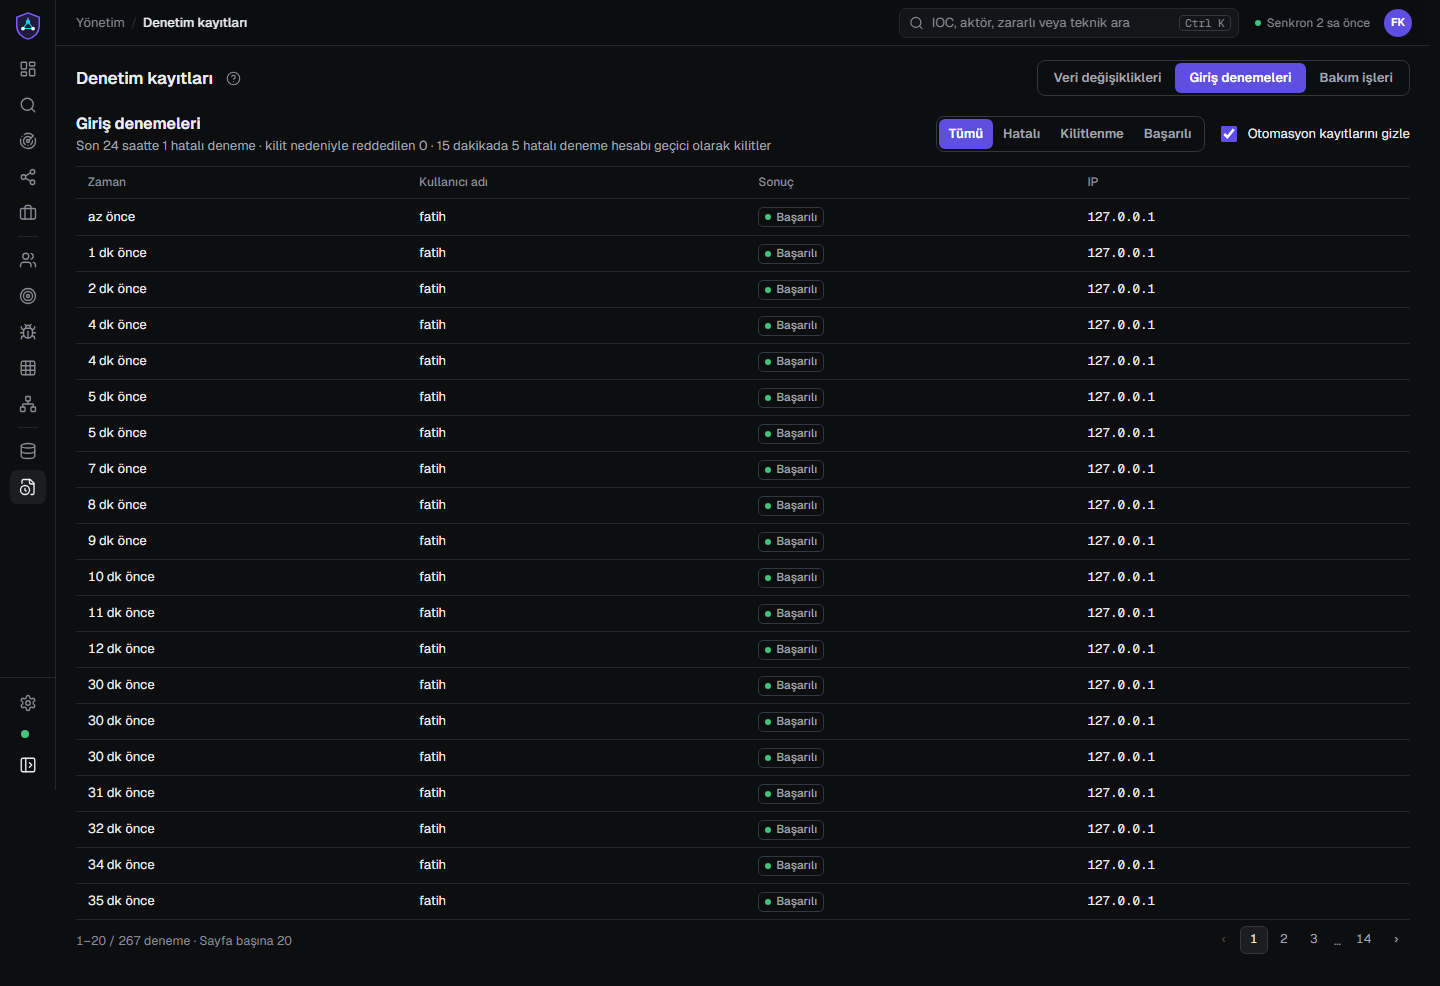 Yönetim / Denetim kayıtları
IOC, aktör, zararlı veya teknik ara
Ctrl K
Senkron 2 sa önce
FK
Denetim kayıtları
Veri değişiklikleri
Giriş denemeleri
Bakım işleri
Giriş denemeleri
Son 24 saatte 1 hatalı deneme · kilit nedeniyle reddedilen 0 · 15 dakikada 5 hatalı deneme hesabı geçici olarak kilitler
Tümü
Hatalı
Kilitlenme
Başarılı
Otomasyon kayıtlarını gizle
Zaman Kullanıcı adı Sonuç IP
az önce fatih Başarılı 127.0.0.1
1 dk önce fatih Başarılı 127.0.0.1
2 dk önce fatih Başarılı 127.0.0.1
4 dk önce fatih Başarılı 127.0.0.1
4 dk önce fatih Başarılı 127.0.0.1
5 dk önce fatih Başarılı 127.0.0.1
5 dk önce fatih Başarılı 127.0.0.1
7 dk önce fatih Başarılı 127.0.0.1
8 dk önce fatih Başarılı 127.0.0.1
9 dk önce fatih Başarılı 127.0.0.1
10 dk önce fatih Başarılı 127.0.0.1
11 dk önce fatih Başarılı 127.0.0.1
12 dk önce fatih Başarılı 127.0.0.1
30 dk önce fatih Başarılı 127.0.0.1
30 dk önce fatih Başarılı 127.0.0.1
30 dk önce fatih Başarılı 127.0.0.1
31 dk önce fatih Başarılı 127.0.0.1
32 dk önce fatih Başarılı 127.0.0.1
34 dk önce fatih Başarılı 127.0.0.1
35 dk önce fatih Başarılı 127.0.0.1
1–20 / 267 deneme · Sayfa başına 20
‹ 1 2 3 … 14 ›